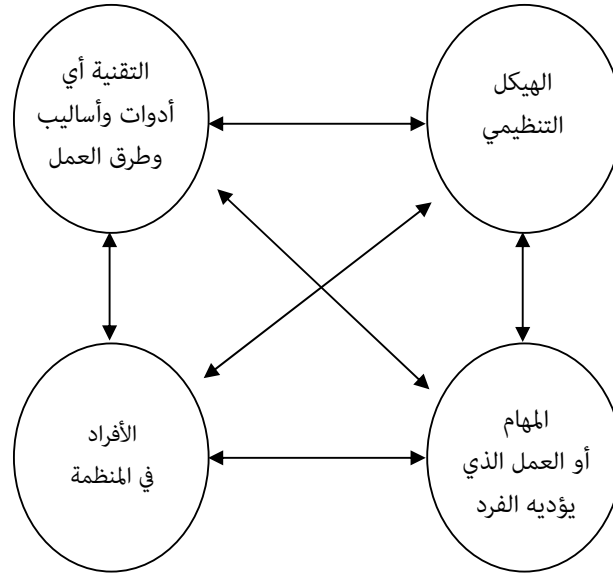 الهيكل
التنظيمي
التقنية أي
أدوات وأساليب
وطرق العمل
المهام
أو العمل الذي
يؤديه الفرد
الأفراد
في المنظمة